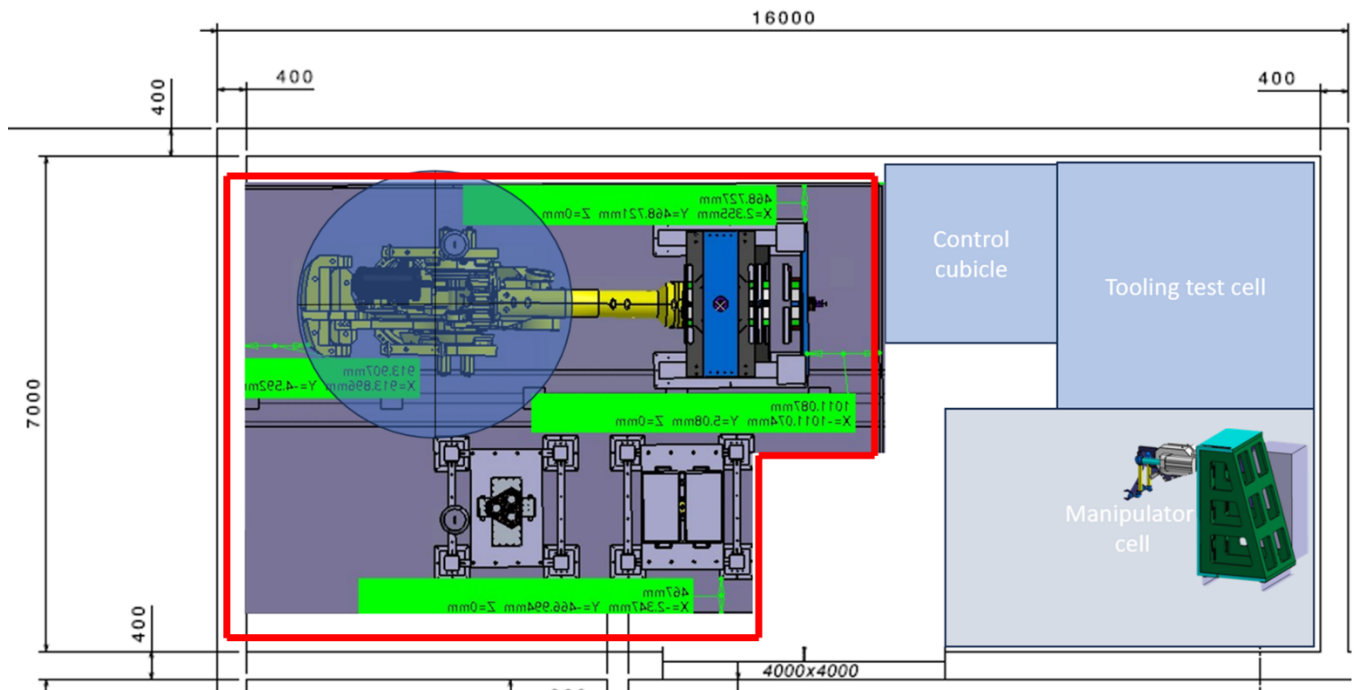 16000
400
400
400
468.727mm
X=2.355mm Y=468.721mm Z=0mm
Control
cubicle
Tooling test cell
913.907mm
X=913.896mm Y=-4.592m
7000
1011.087mm
X=-1011.074mm Y=5.08mm Z=0mm
Manipulator
cell
467mm
X=-2.347mm Y=-466.994mm Z=0mm
400
4000x4000